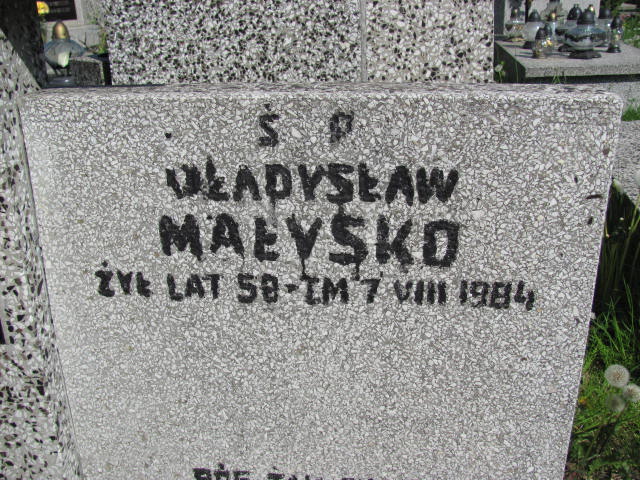 Ś P
WŁADYSŁAW
MAŁYSKO
ŻYŁ LAT 58-ZM 7 VIII 1984